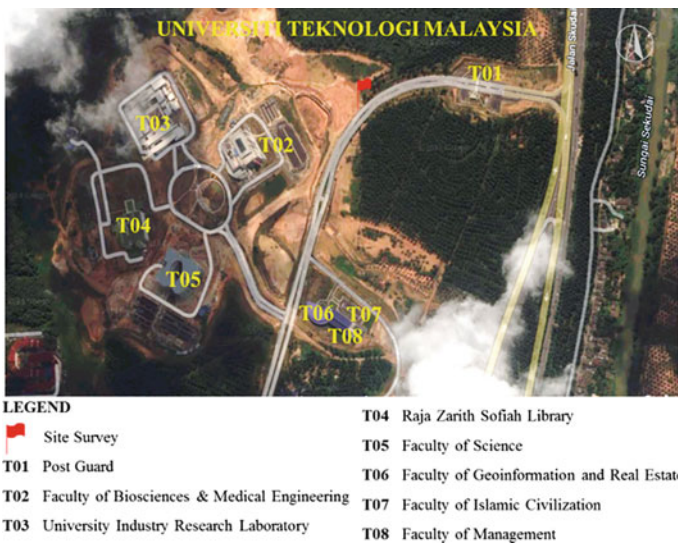 UNIVERSITI TEKNOLOGI MALAYSIA
T01
Jalan Skudai
Sungai Sekudai
T03
T02
T04
T05
T06
T07
T08
LEGEND
Site Survey
T01 Post Guard
T02 Faculty of Biosciences & Medical Engineering
T03 University Industry Research Laboratory
T04 Raja Zarith Sofiah Library
T05 Faculty of Science
T06 Faculty of Geoinformation and Real Estate
T07 Faculty of Islamic Civilization
T08 Faculty of Management